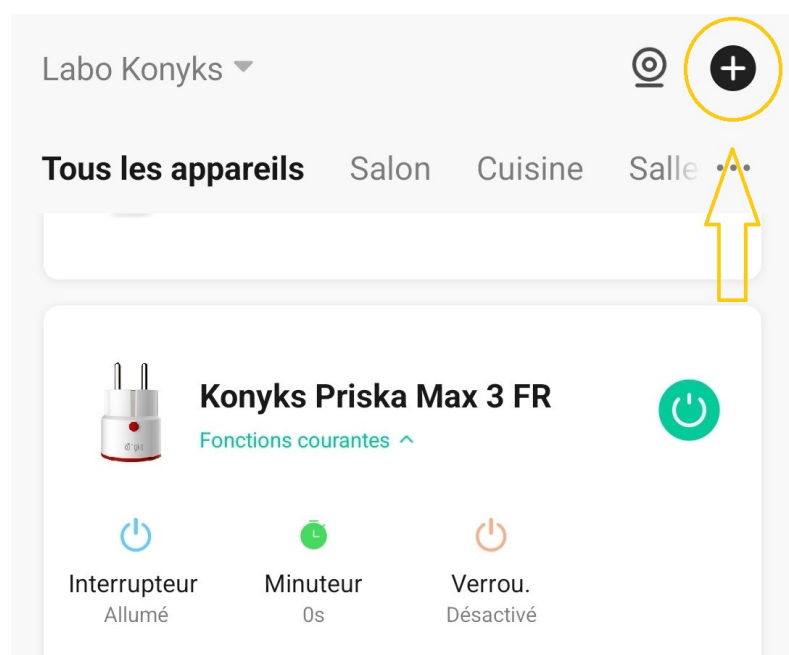 Labo Konyks
Tous les appareils Salon Cuisine Salle
Konyks Priska Max 3 FR
Fonctions courantes
Interrupteur Minuteur Verrou.
Allumé 0s Désactivé